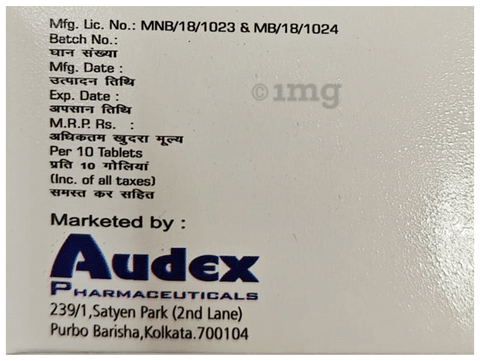 Mfg. Lic. No.: MNB/18/1023 & MB/18/1024
Batch No.:
घान संख्या
Mfg. Date :
उत्पादन तिथि
Exp. Date :
अपसान तिथि
M.R.P. Rs. :
अधिकतम खुदरा मूल्य
Per 10 Tablets
प्रति 10 गोलियां
(Inc. of all taxes)
समस्त कर सहित
©1mg
Marketed by :
Audex
PHARMACEUTICALS
239/1,Satyen Park (2nd Lane)
Purbo Barisha,Kolkata.700104